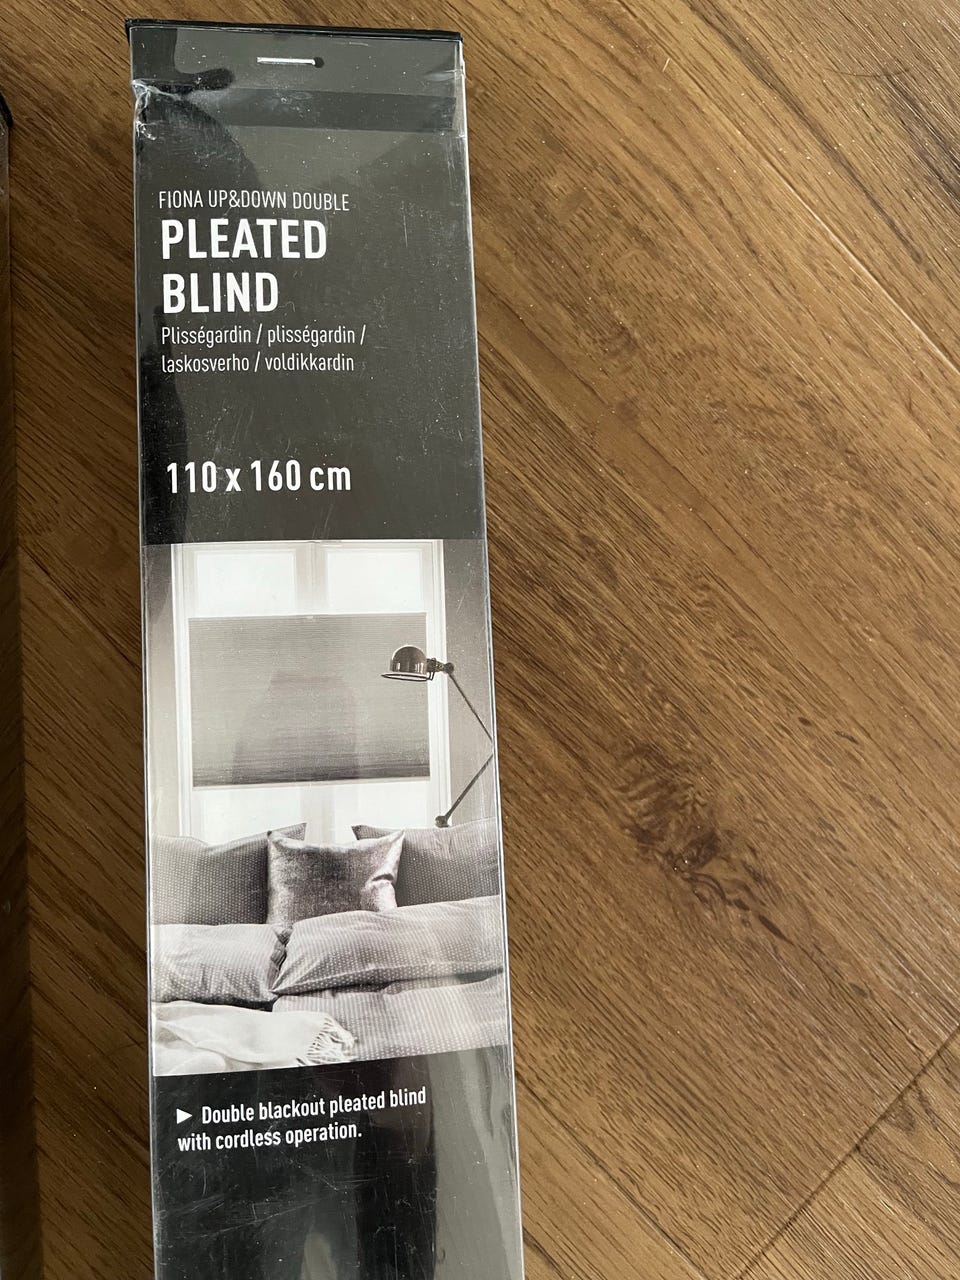 FIONA UP&DOWN DOUBLE
PLEATED
BLIND
Plisségardin / plisségardin /
laskosverho / voldikkardin
110 x 160 cm
► Double blackout pleated blind
with cordless operation.